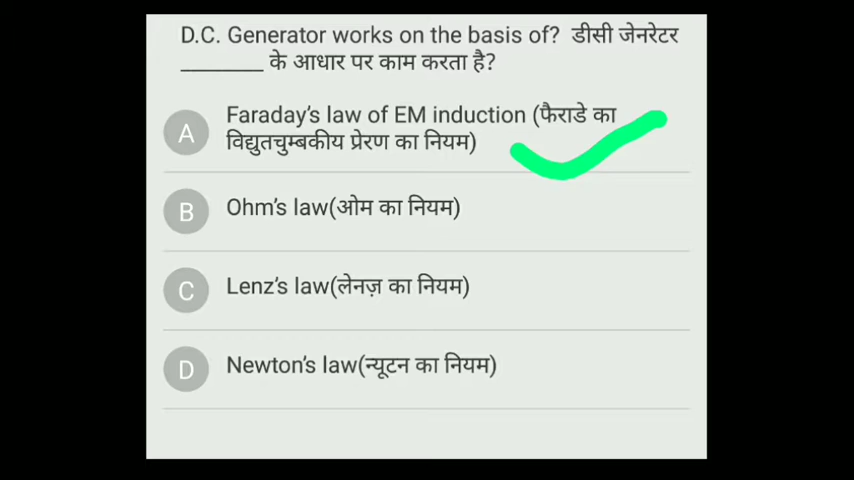 D.C. Generator works on the basis of? डीसी जेनरेटर
________ के आधार पर काम करता है?
A
Faraday's law of EM induction (फैराडे का
विद्युतचुम्बकीय प्रेरण का नियम)
B
Ohm's law(ओम का नियम)
C
Lenz's law(लेनज़ का नियम)
D
Newton's law(न्यूटन का नियम)